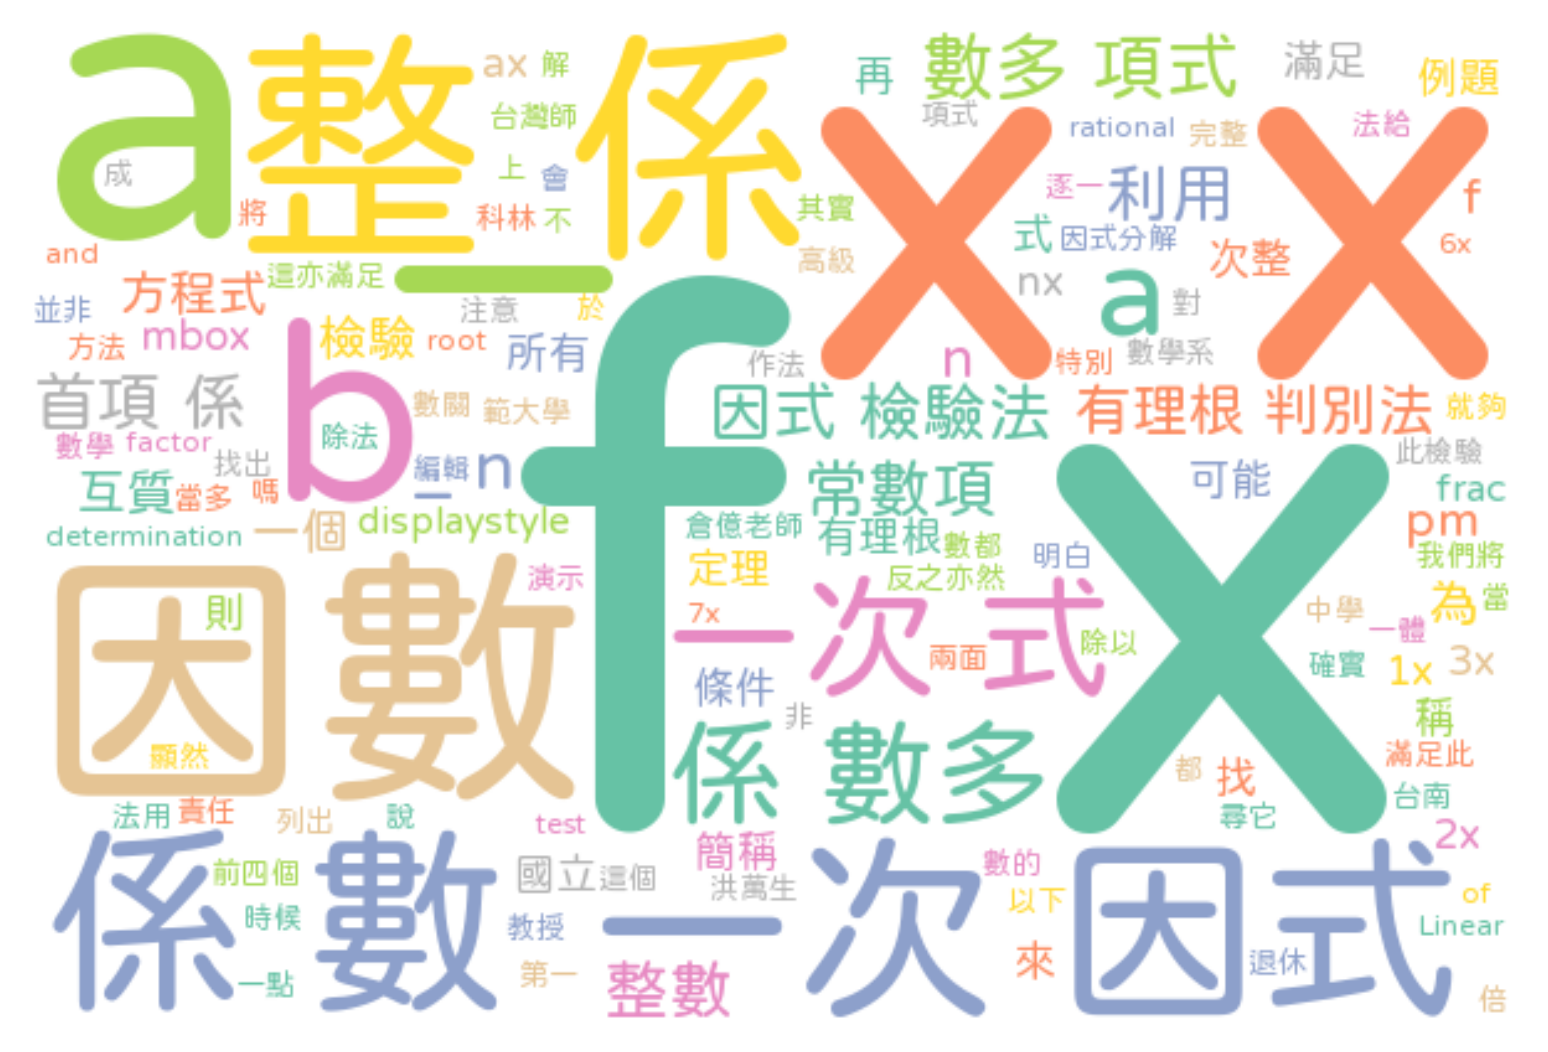 a 整 係 ax 解 再 數多 項式 滿足 例題
台灣師 項式 rational 完整 法給
成 上 會 x x
將 科林 不 其實 逐一 利用 f
and 式 因式分解 次整 6x
方程式 這亦滿足 _ 高級 nx a 對
並非 注意 於
方法 mbox 檢驗 root 所有 作法 n 特別 數學系
首項 係 b 數關 範大學 f 因式 檢驗法 有理根 判別法 就夠
數學 factor 找出 除法 編輯 _n 常數項 可能 此檢驗
互質 當多 嗎 frac
determination 一個 displaystyle 倉億老師 有理根 數都 明白 x pm
因數 則 演示 定理 反之亦然 我們將
7x 一次式 中學 為 當
兩面 除以 一體
條件 非 確實 1x 3x
顯然 係 數多 稱
都 找 滿足此
法用 責任 列出 說 test 尋它 台南
係 數 前四個 國立 這個 簡稱 洪萬生 數的 2x
時候 教授 一次因式 以下 of
Linear
一點 第一 整數 來 退休 倍